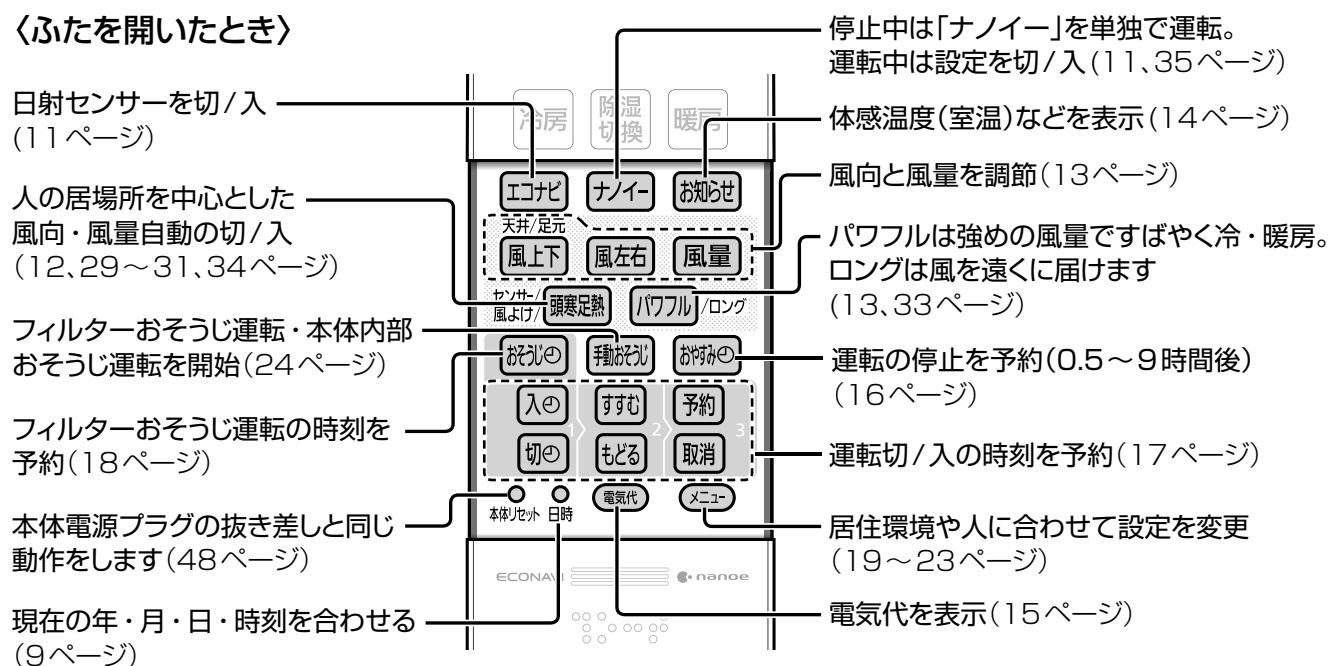 〈ふたを開いたとき〉
日射センサーを切/入
(11ページ)
人の居場所を中心とした
風向・風量自動の切/入
(12、29～31、34ページ)
フィルターおそうじ運転・本体内部
おそうじ運転を開始(24ページ)
フィルターおそうじ運転の時刻を
予約(18ページ)
本体電源プラグの抜き差しと同じ
動作をします(48ページ)
現在の年・月・日・時刻を合わせる
(9ページ)
冷房 除湿切換 暖房
エコナビ ナノイー お知らせ
天井/足元
風上下 風左右 風量
センサー/風よけ/ 頭寒足熱 パワフル /ロング
おそうじ 手動おそうじ おやすみ
入 すすむ 予約
1 2 3
切 もどる 取消
本体リセット 日時 電気代 メニュー
ECONAVI nanoe
停止中は「ナノイー」を単独で運転。
運転中は設定を切/入(11、35ページ)
体感温度(室温)などを表示(14ページ)
風向と風量を調節(13ページ)
パワフルは強めの風量ですばやく冷・暖房。
ロングは風を遠くに届けます
(13、33ページ)
運転の停止を予約(0.5～9時間後)
(16ページ)
運転切/入の時刻を予約(17ページ)
居住環境や人に合わせて設定を変更
(19～23ページ)
電気代を表示(15ページ)